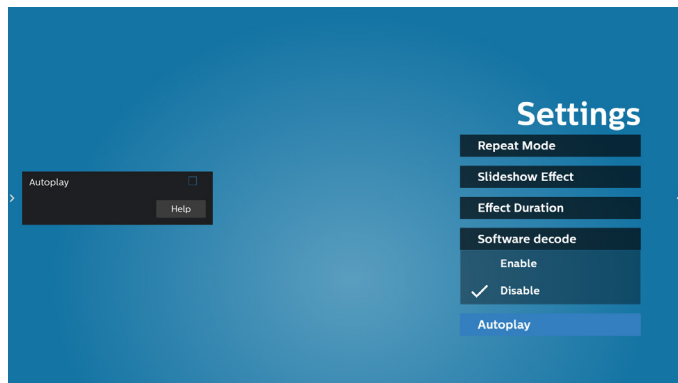 Settings
Repeat Mode
Slideshow Effect
Effect Duration
Software decode
Enable
Disable
Autoplay
Autoplay
Help